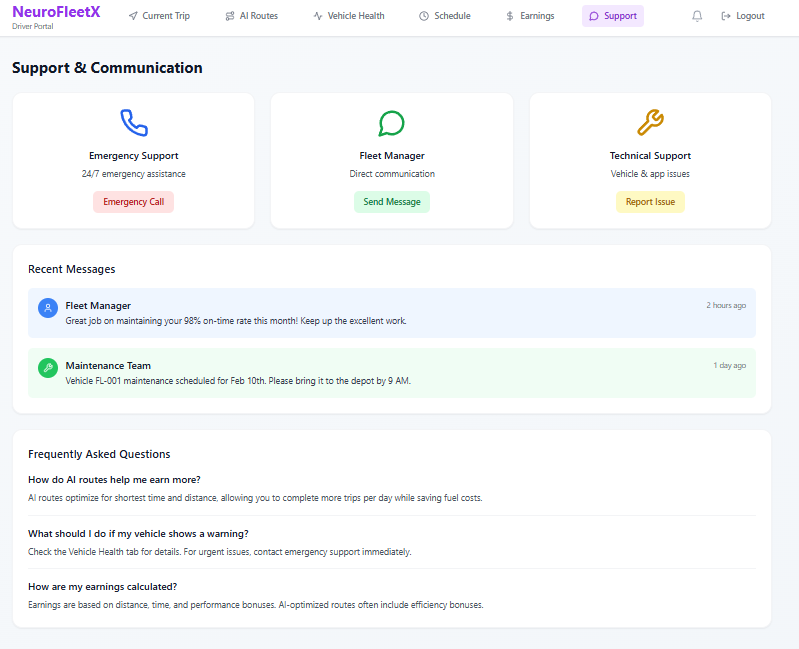 NeuroFleetX
Driver Portal
Current Trip
AI Routes
Vehicle Health
Schedule
Earnings
Support
Logout
Support & Communication
Emergency Support
24/7 emergency assistance
Emergency Call
Fleet Manager
Direct communication
Send Message
Technical Support
Vehicle & app issues
Report Issue
Recent Messages
Fleet Manager
2 hours ago
Great job on maintaining your 98% on-time rate this month! Keep up the excellent work.
Maintenance Team
1 day ago
Vehicle FL-001 maintenance scheduled for Feb 10th. Please bring it to the depot by 9 AM.
Frequently Asked Questions
How do AI routes help me earn more?
AI routes optimize for shortest time and distance, allowing you to complete more trips per day while saving fuel costs.
What should I do if my vehicle shows a warning?
Check the Vehicle Health tab for details. For urgent issues, contact emergency support immediately.
How are my earnings calculated?
Earnings are based on distance, time, and performance bonuses. AI-optimized routes often include efficiency bonuses.